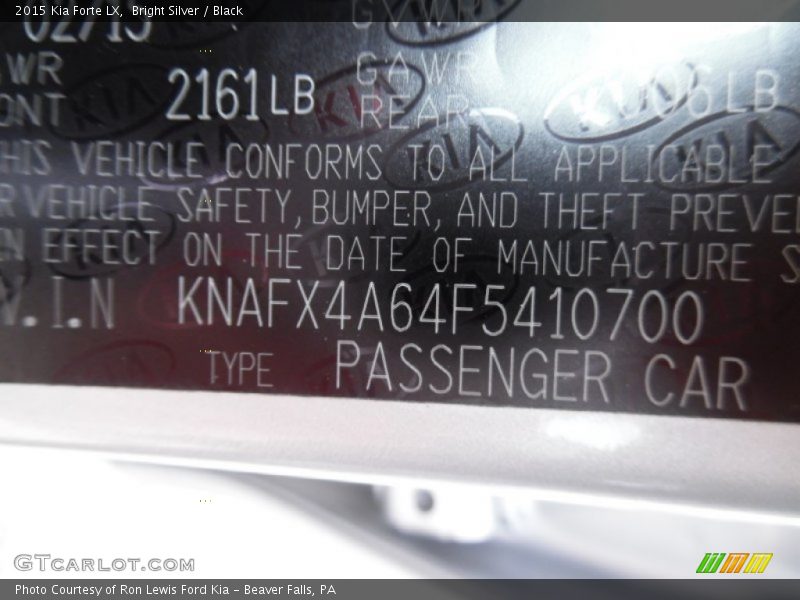 2015 Kia Forte LX,  Bright Silver / Black
GVWR
GAWR
2161LB
REAR
HIS VEHICLE CONFORMS TO ALL APPLICABLE
R VEHICLE SAFETY, BUMPER, AND THEFT PREVE
N EFFECT ON THE DATE OF MANUFACTURE S
V.I.N KNAFX4A64F5410700
TYPE PASSENGER CAR
GTCARLOT.COM
Photo Courtesy of Ron Lewis Ford Kia – Beaver Falls, PA